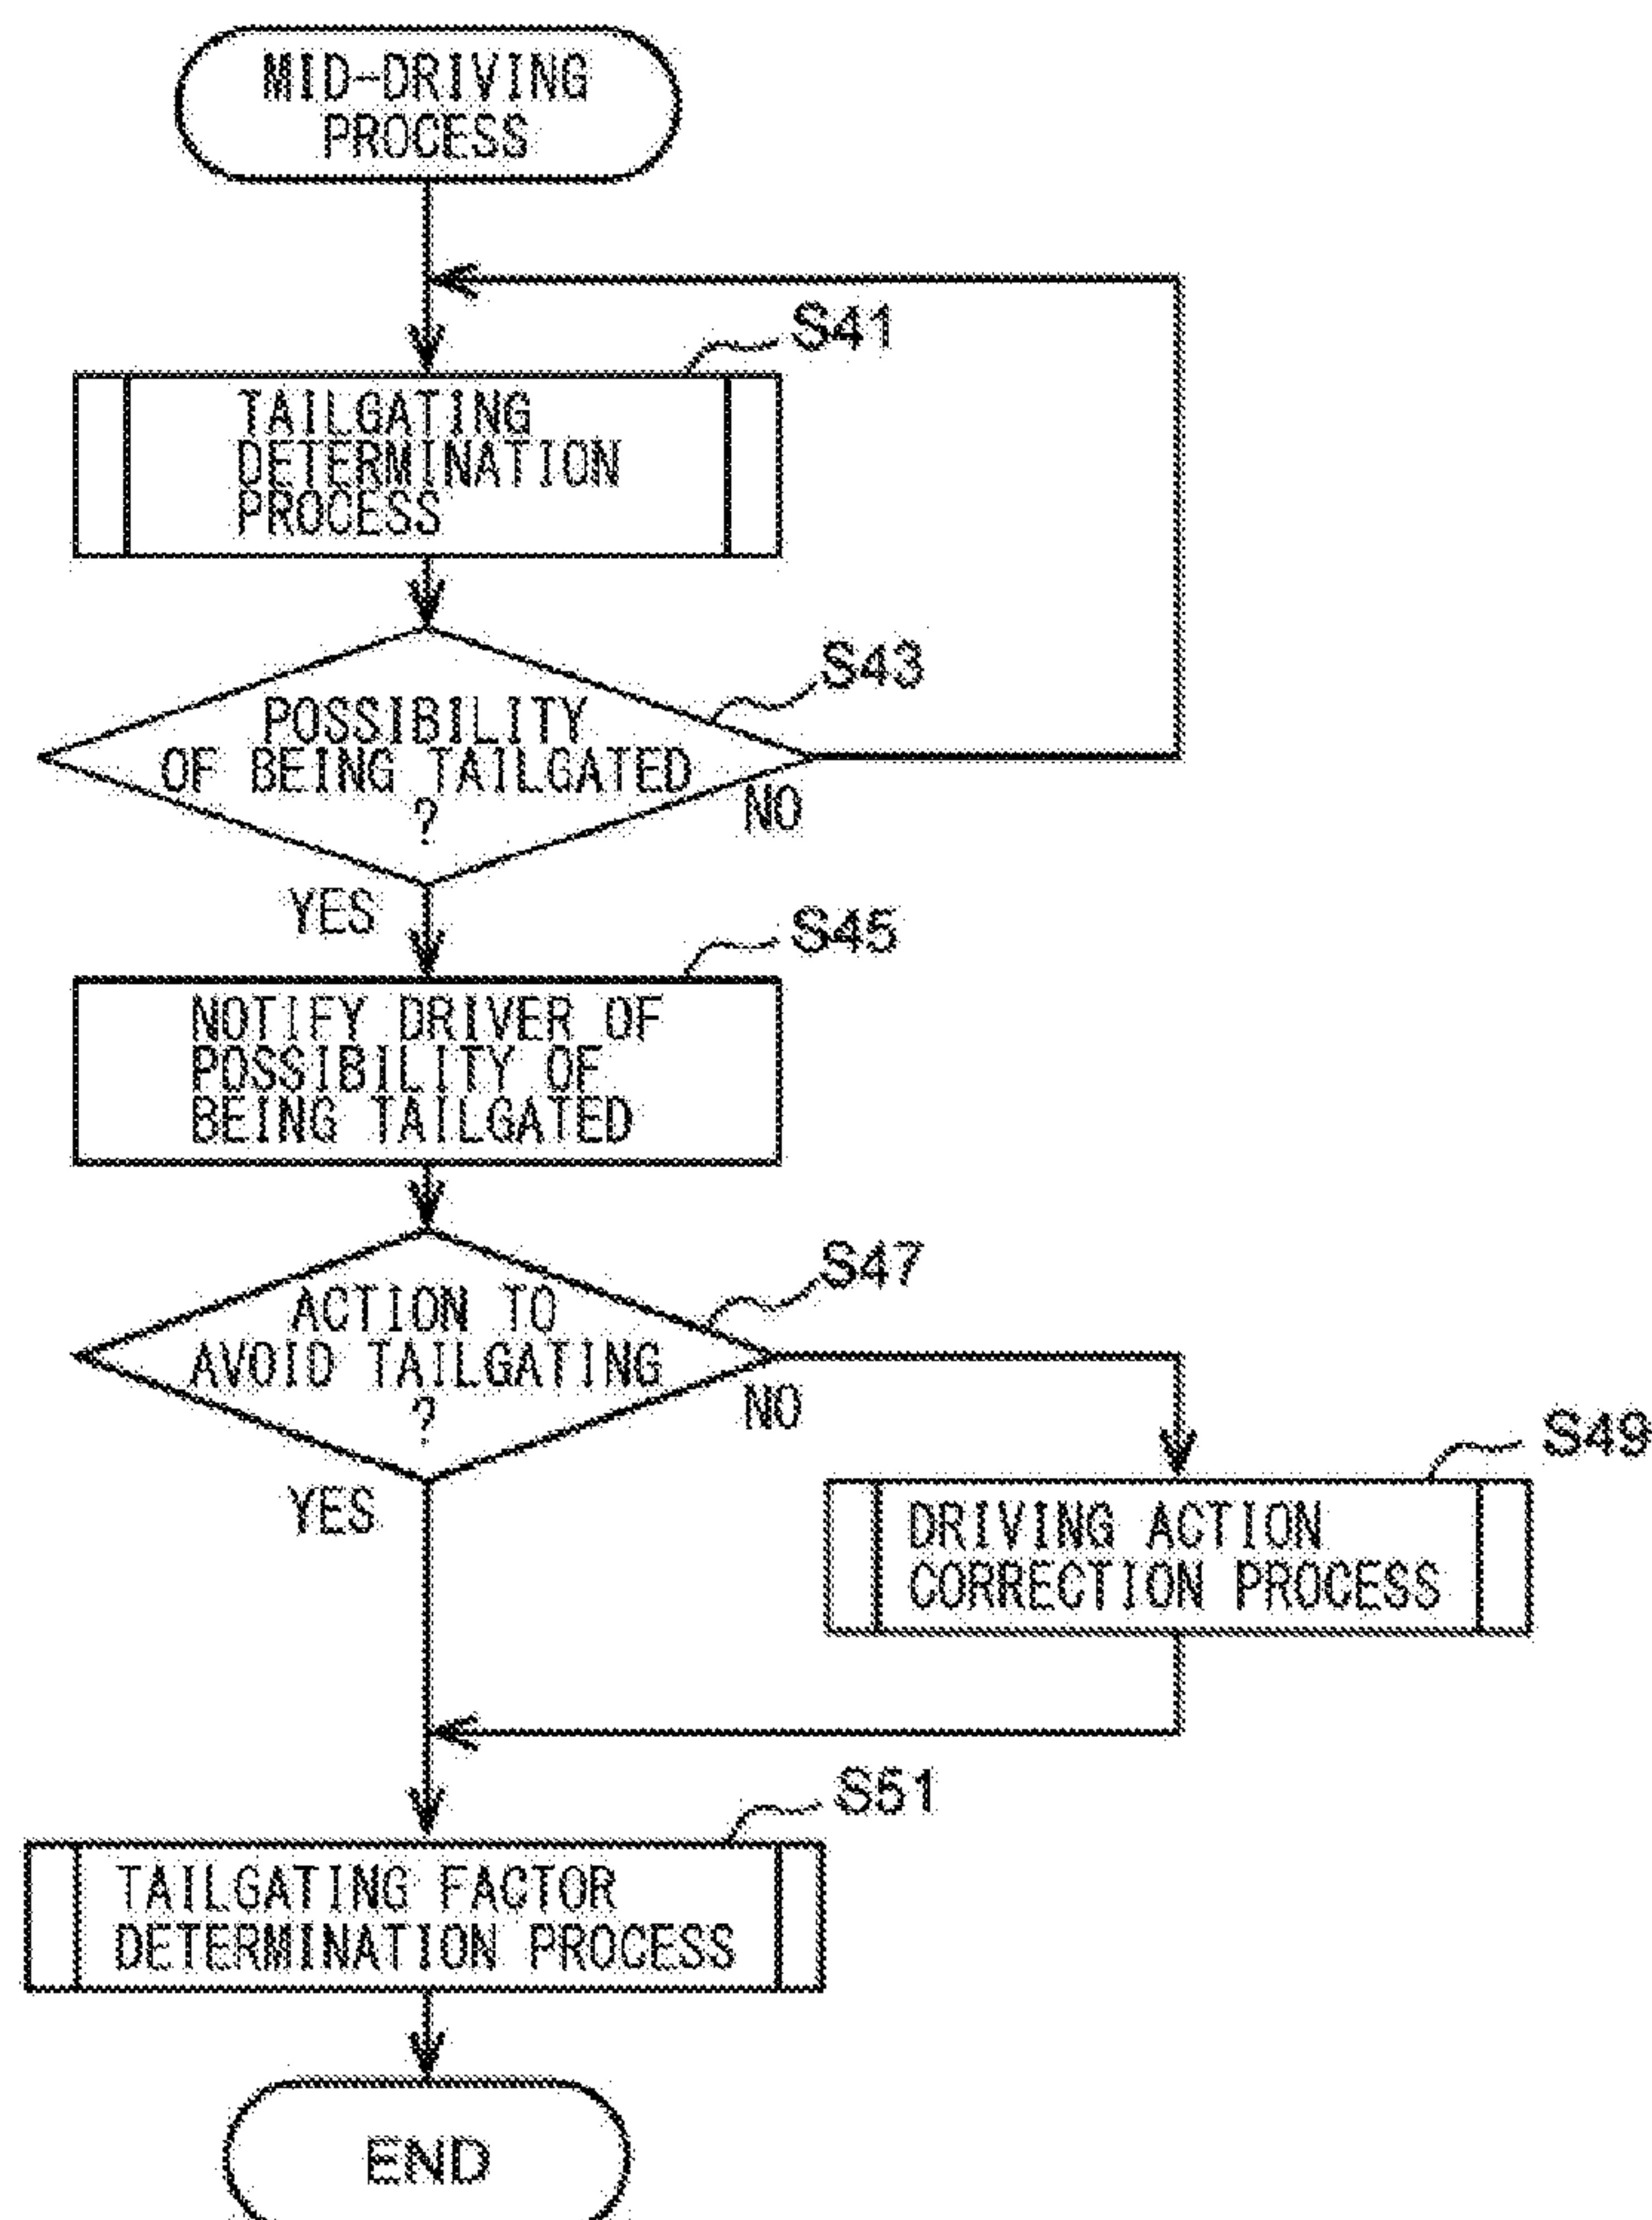 MID-DRIVING
PROCESS
S41
TAILGATING
DETERMINATION
PROCESS
S43
POSSIBILITY
OF BEING TAILGATED
?
NO
YES
S45
NOTIFY DRIVER OF
POSSIBILITY OF
BEING TAILGATED
S47
ACTION TO
AVOID TAILGATING
?
NO
YES
S49
DRIVING ACTION
CORRECTION PROCESS
S51
TAILGATING FACTOR
DETERMINATION PROCESS
END